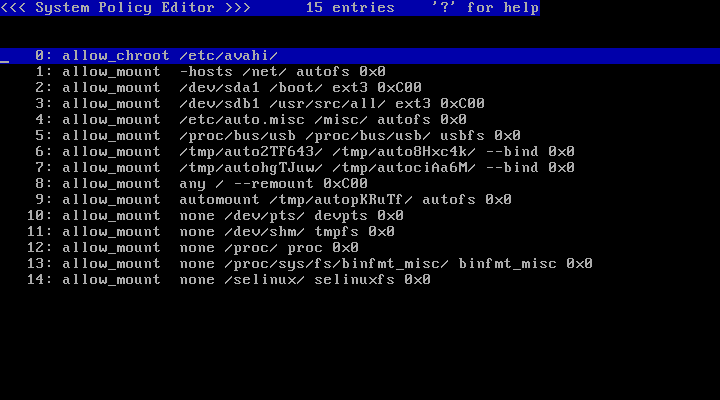 <<< System Policy Editor >>>      15 entries    '?' for help
0: allow_chroot /etc/avahi/
1: allow_mount  -hosts /net/ autofs 0x0
2: allow_mount  /dev/sda1 /boot/ ext3 0xC00
3: allow_mount  /dev/sdb1 /usr/src/all/ ext3 0xC00
4: allow_mount  /etc/auto.misc /misc/ autofs 0x0
5: allow_mount  /proc/bus/usb /proc/bus/usb/ usbfs 0x0
6: allow_mount  /tmp/auto2TF643/ /tmp/auto8Hxc4k/ --bind 0x0
7: allow_mount  /tmp/autohgTJuw/ /tmp/autociAa6M/ --bind 0x0
8: allow_mount  any / --remount 0xC00
9: allow_mount  automount /tmp/autopKRuTf/ autofs 0x0
10: allow_mount  none /dev/pts/ devpts 0x0
11: allow_mount  none /dev/shm/ tmpfs 0x0
12: allow_mount  none /proc/ proc 0x0
13: allow_mount  none /proc/sys/fs/binfmt_misc/ binfmt_misc 0x0
14: allow_mount  none /selinux/ selinuxfs 0x0